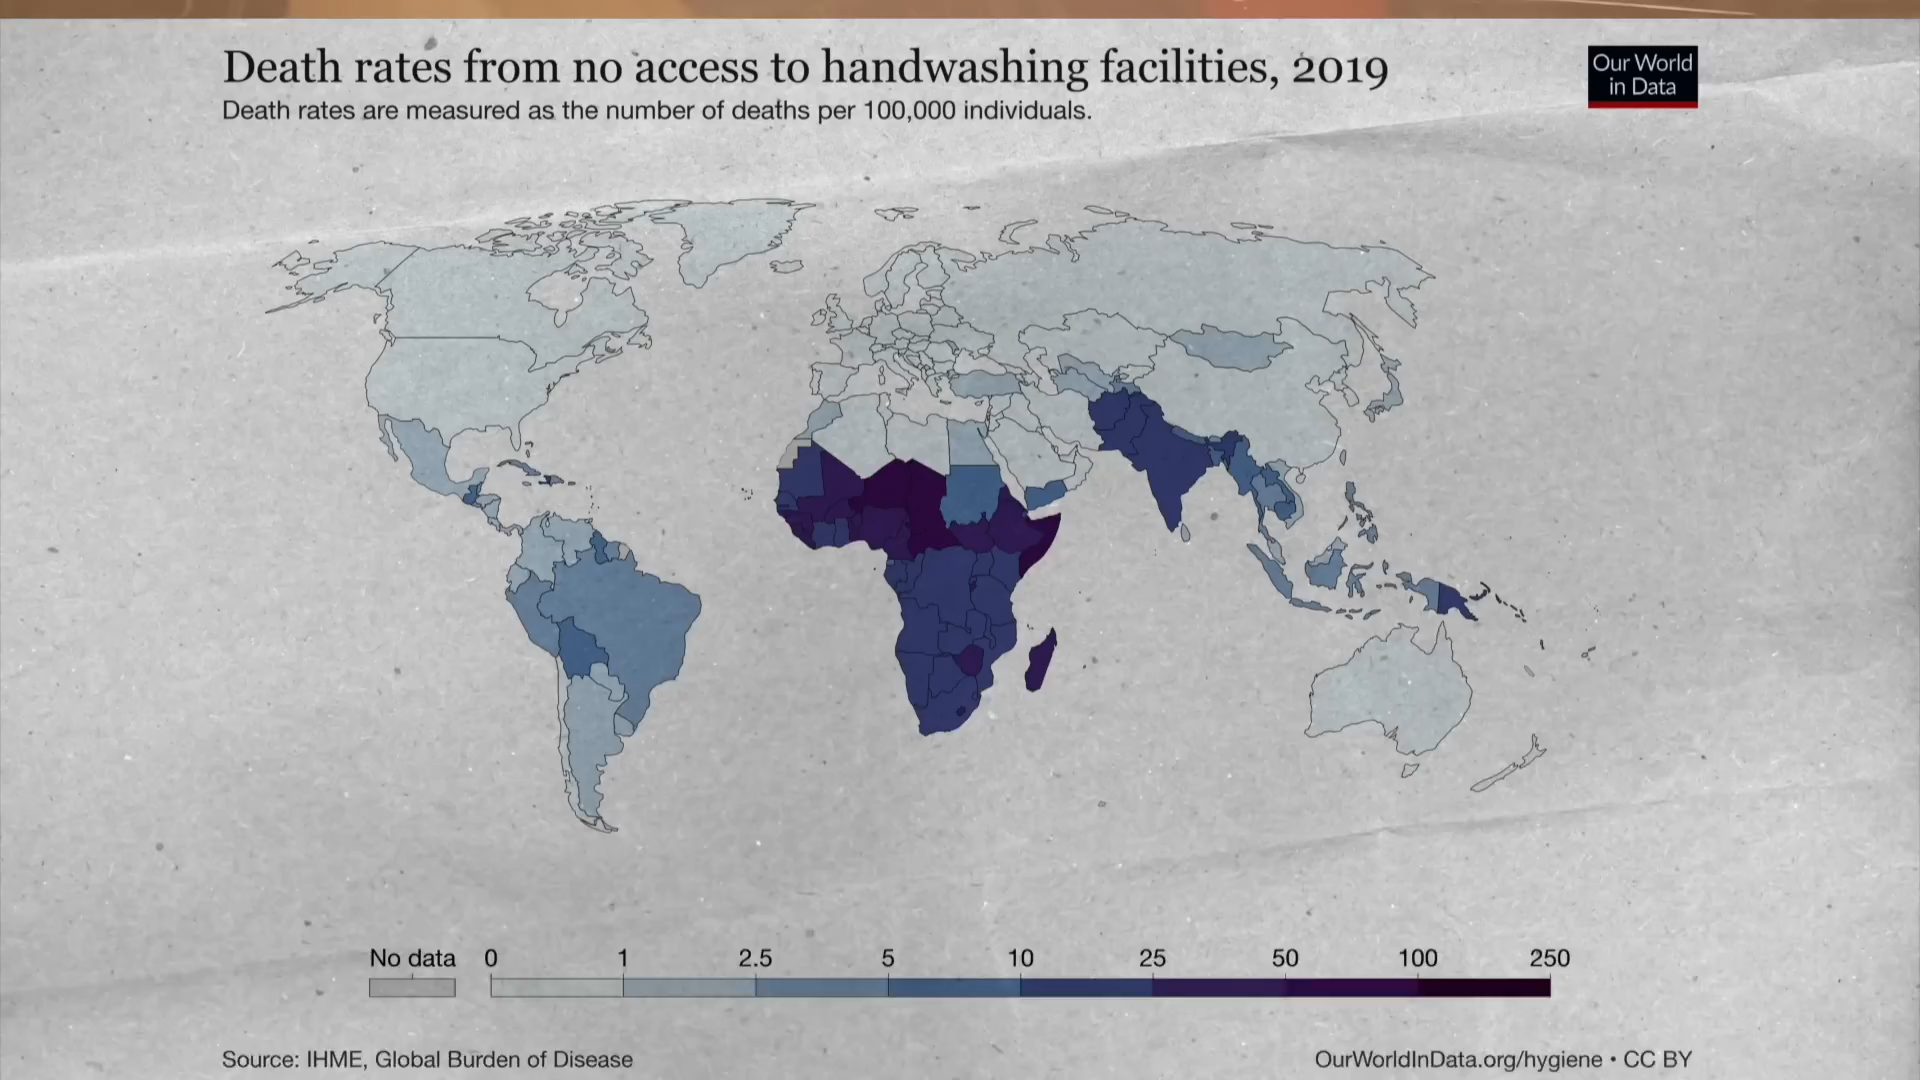 Death rates from no access to handwashing facilities, 2019
Our World
in Data
Death rates are measured as the number of deaths per 100,000 individuals.
No data 0 1 2.5 5 10 25 50 100 250
Source: IHME, Global Burden of Disease
OurWorldInData.org/hygiene • CC BY